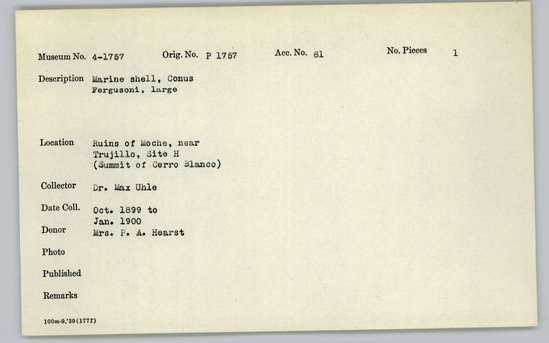 Museum No. 4-1757 Orig. No. P 1757 Acc. No. 81 No. Pieces 1
Description Marine shell, Conus
Fergusoni, large
Location Ruins of Moche, near
Trujillo, Site H
(Summit of Cerro Blanco)
Collector Dr. Max Uhle
Date Coll. Oct. 1899 to
Jan. 1900
Donor Mrs. P. A. Hearst
Photo
Published
Remarks
100m-9,'39(1772)